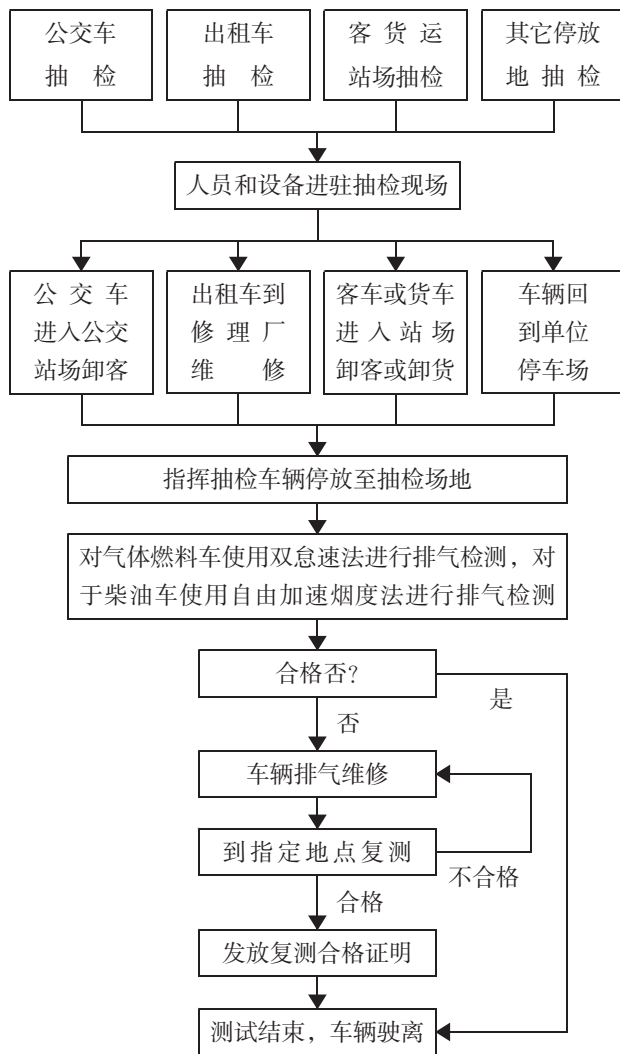 公交车
抽检
出租车
抽检
客货运
站场抽检
其它停放
地抽检
人员和设备进驻抽检现场
公交车
进入公交
站场卸客
出租车到
修理厂
维修
客车或货车
进入站场
卸客或卸货
车辆回
到单位
停车场
指挥抽检车辆停放至抽检场地
对气体燃料车使用双怠速法进行排气检测，对
于柴油车使用自由加速烟度法进行排气检测
合格否?
是
否
车辆排气维修
到指定地点复测
不合格
合格
发放复测合格证明
测试结束，车辆驶离